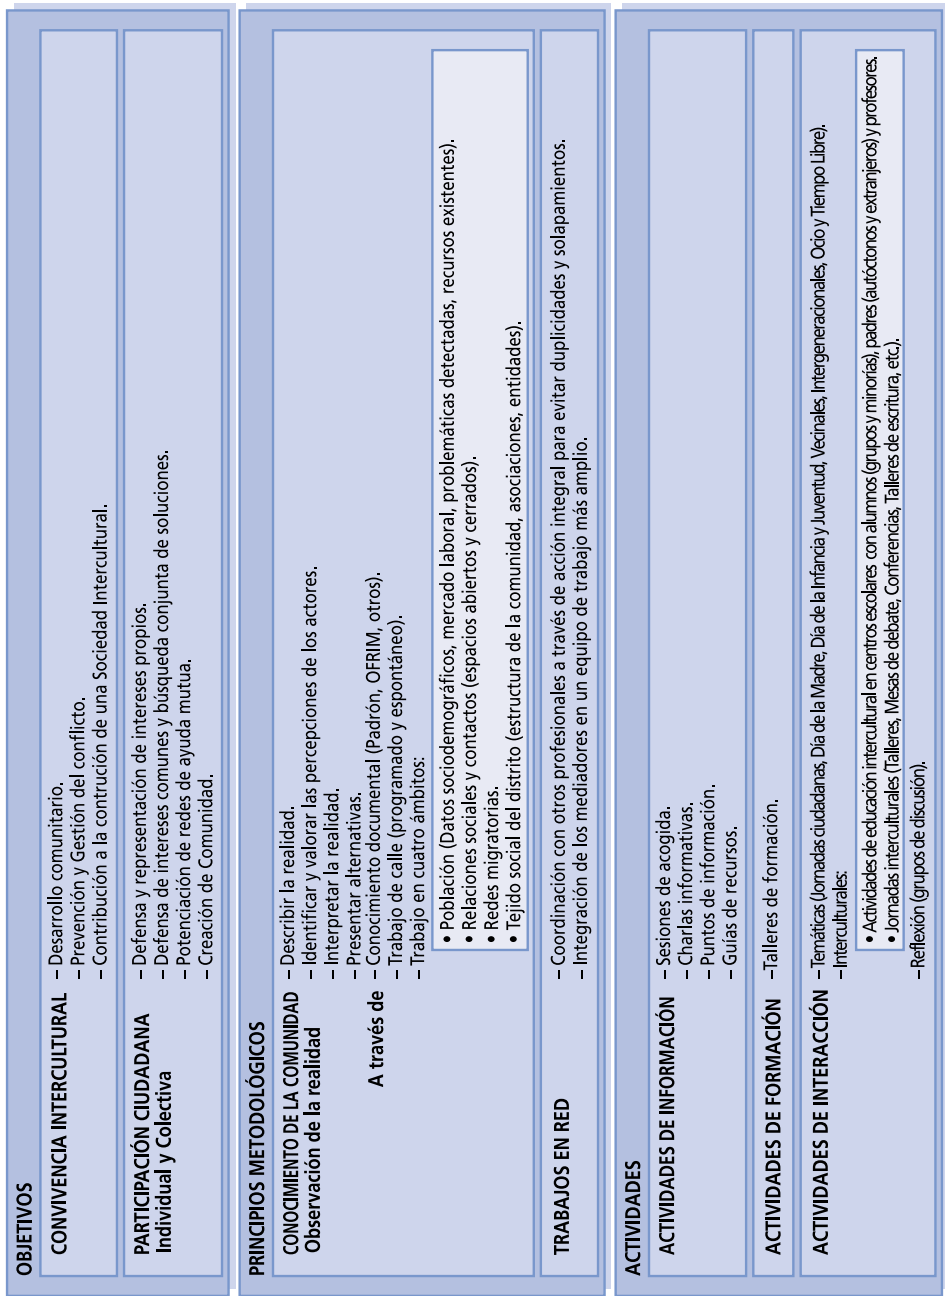 OBJETIVOS
CONVIVENCIA INTERCULTURAL
– Desarrollo comunitario.
– Prevención y Gestión del conflicto.
– Contribución a la contrución de una Sociedad Intercultural.
PARTICIPACIÓN CIUDADANA
Individual y Colectiva
– Defensa y representación de intereses propios.
– Defensa de intereses comunes y búsqueda conjunta de soluciones.
– Potenciación de redes de ayuda mutua.
– Creación de Comunidad.
PRINCIPIOS METODOLÓGICOS
CONOCIMIENTO DE LA COMUNIDAD
Observación de la realidad
– Describir la realidad.
– Identificar y valorar las percepciones de los actores.
– Interpretar la realidad.
– Presentar alternativas.
A través de
– Conocimiento documental (Padrón, OFRIM, otros).
– Trabajo de calle (programado y espontáneo).
– Trabajo en cuatro ámbitos:
• Población (Datos sociodemográficos, mercado laboral, problemáticas detectadas, recursos existentes).
• Relaciones sociales y contactos (espacios abiertos y cerrados).
• Redes migratorias.
• Tejido social del distrito (estructura de la comunidad, asociaciones, entidades).
TRABAJOS EN RED
– Coordinación con otros profesionales a través de acción integral para evitar duplicidades y solapamientos.
– Integración de los mediadores en un equipo de trabajo más amplio.
ACTIVIDADES
ACTIVIDADES DE INFORMACIÓN
– Sesiones de acogida.
– Charlas informativas.
– Puntos de información.
– Guías de recursos.
ACTIVIDADES DE FORMACIÓN
–Talleres de formación.
ACTIVIDADES DE INTERACCIÓN
– Temáticas (Jornadas ciudadanas, Día de la Madre, Día de la Infancia y Juventud, Vecinales, Intergeneracionales, Ocio y Tiempo Libre).
–Interculturales:
• Actividades de educación intercultural en centros escolares con alumnos (grupos y minorías), padres (autóctonos y extranjeros) y profesores.
• Jornadas interculturales (Talleres, Mesas de debate, Conferencias, Talleres de escritura, etc.).
–Reflexión (grupos de discusión).